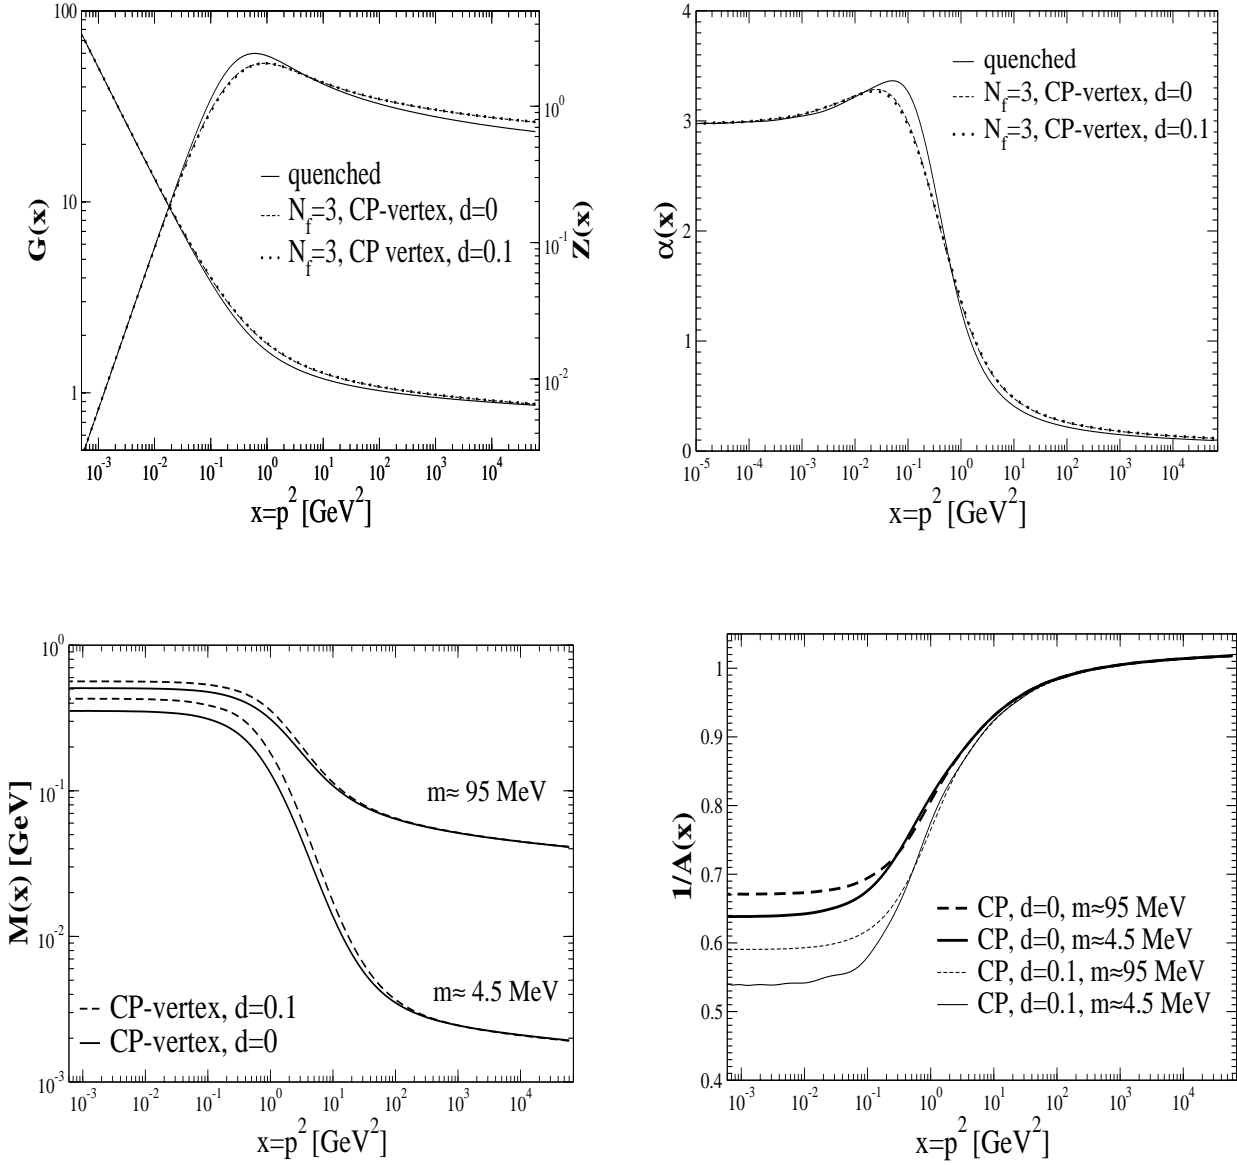 100
10
1
G(x)
10^0
10^-1
10^-2
Z(x)
quenched
N_f=3, CP-vertex, d=0
N_f=3, CP vertex, d=0.1
10^-3 10^-2 10^-1 10^0 10^1 10^2 10^3 10^4
x=p^2 [GeV^2]
4
3
2
1
0
α(x)
quenched
N_f=3, CP-vertex, d=0
N_f=3, CP-vertex, d=0.1
10^-5 10^-4 10^-3 10^-2 10^-1 10^0 10^1 10^2 10^3 10^4
x=p^2 [GeV^2]
10^0
10^-1
10^-2
10^-3
M(x) [GeV]
m≈ 95 MeV
m≈ 4.5 MeV
CP-vertex, d=0.1
CP-vertex, d=0
10^-3 10^-2 10^-1 10^0 10^1 10^2 10^3 10^4
x=p^2 [GeV^2]
1
0.9
0.8
0.7
0.6
0.5
0.4
1/A(x)
CP, d=0, m≈95 MeV
CP, d=0, m≈4.5 MeV
CP, d=0.1, m≈95 MeV
CP, d=0.1, m≈4.5 MeV
10^-3 10^-2 10^-1 10^0 10^1 10^2 10^3 10^4
x=p^2 [GeV^2]